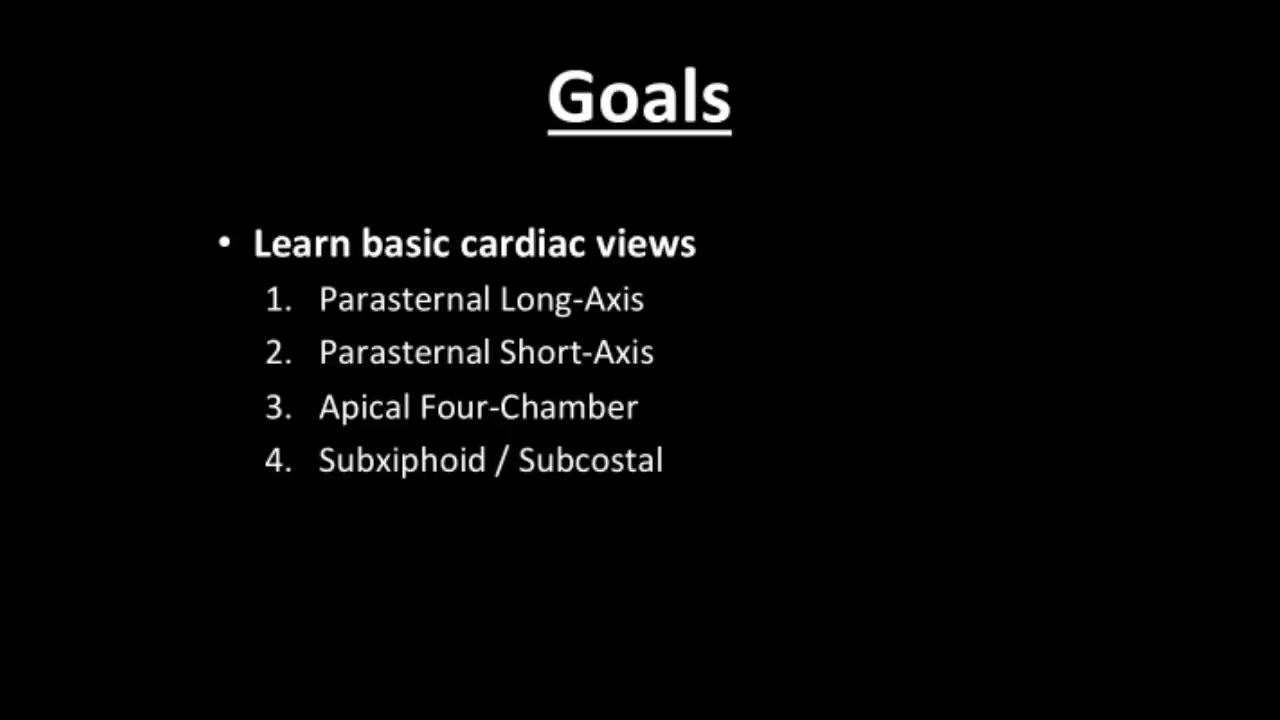 Goals
• Learn basic cardiac views
1. Parasternal Long-Axis
2. Parasternal Short-Axis
3. Apical Four-Chamber
4. Subxiphoid / Subcostal